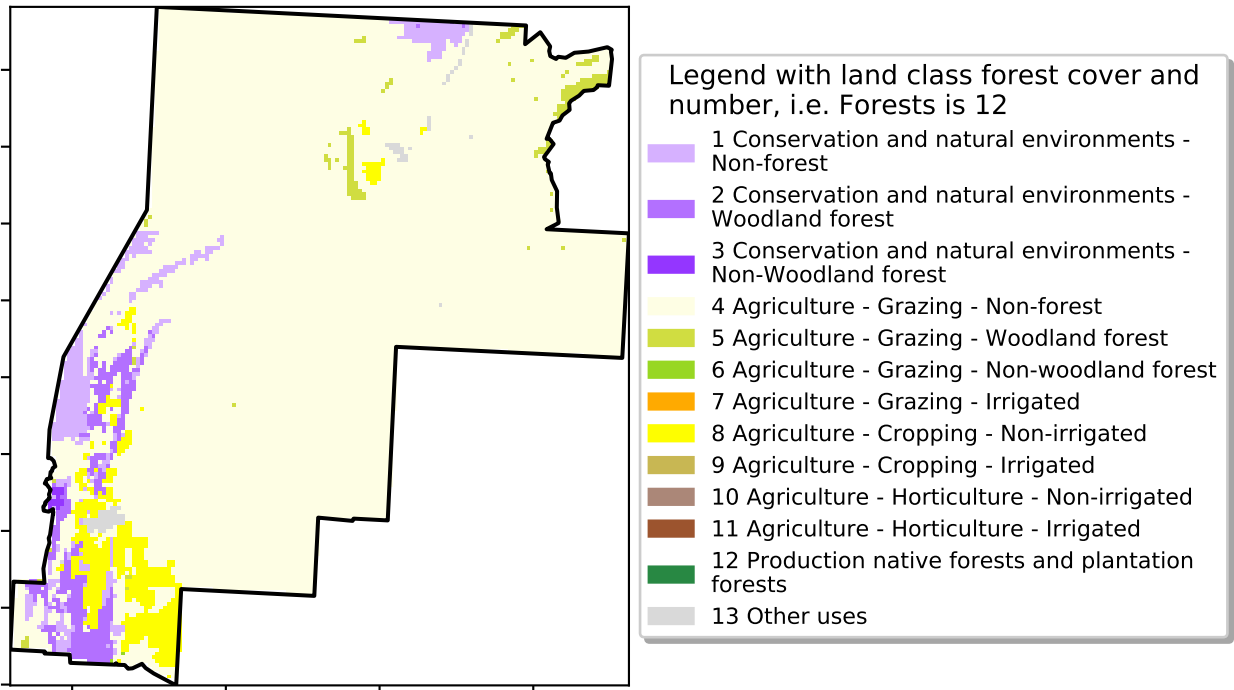 Legend with land class forest cover and
number, i.e. Forests is 12
1 Conservation and natural environments -
Non-forest
2 Conservation and natural environments -
Woodland forest
3 Conservation and natural environments -
Non-Woodland forest
4 Agriculture - Grazing - Non-forest
5 Agriculture - Grazing - Woodland forest
6 Agriculture - Grazing - Non-woodland forest
7 Agriculture - Grazing - Irrigated
8 Agriculture - Cropping - Non-irrigated
9 Agriculture - Cropping - Irrigated
10 Agriculture - Horticulture - Non-irrigated
11 Agriculture - Horticulture - Irrigated
12 Production native forests and plantation
forests
13 Other uses